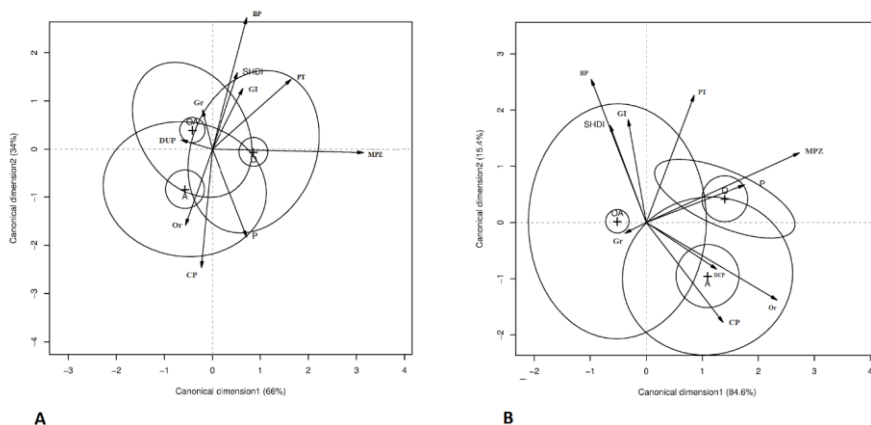 BP
SHDI
PT
GI
Gr
OA
DUP
O
MPZ
A
Or
P
CP
2
1
0
−1
−2
−3
−4
Canonical dimension2 (34%)
−3 −2 −1 0 1 2 3 4
Canonical dimension1 (66%)
A
BP
PT
GI
SHDI
MPZ
P
O
OA
Gr
DUP
A
Or
CP
3
2
1
0
−1
−2
Canonical dimension2 (15.4%)
−2 −1 0 1 2 3 4
Canonical dimension1 (84.6%)
B